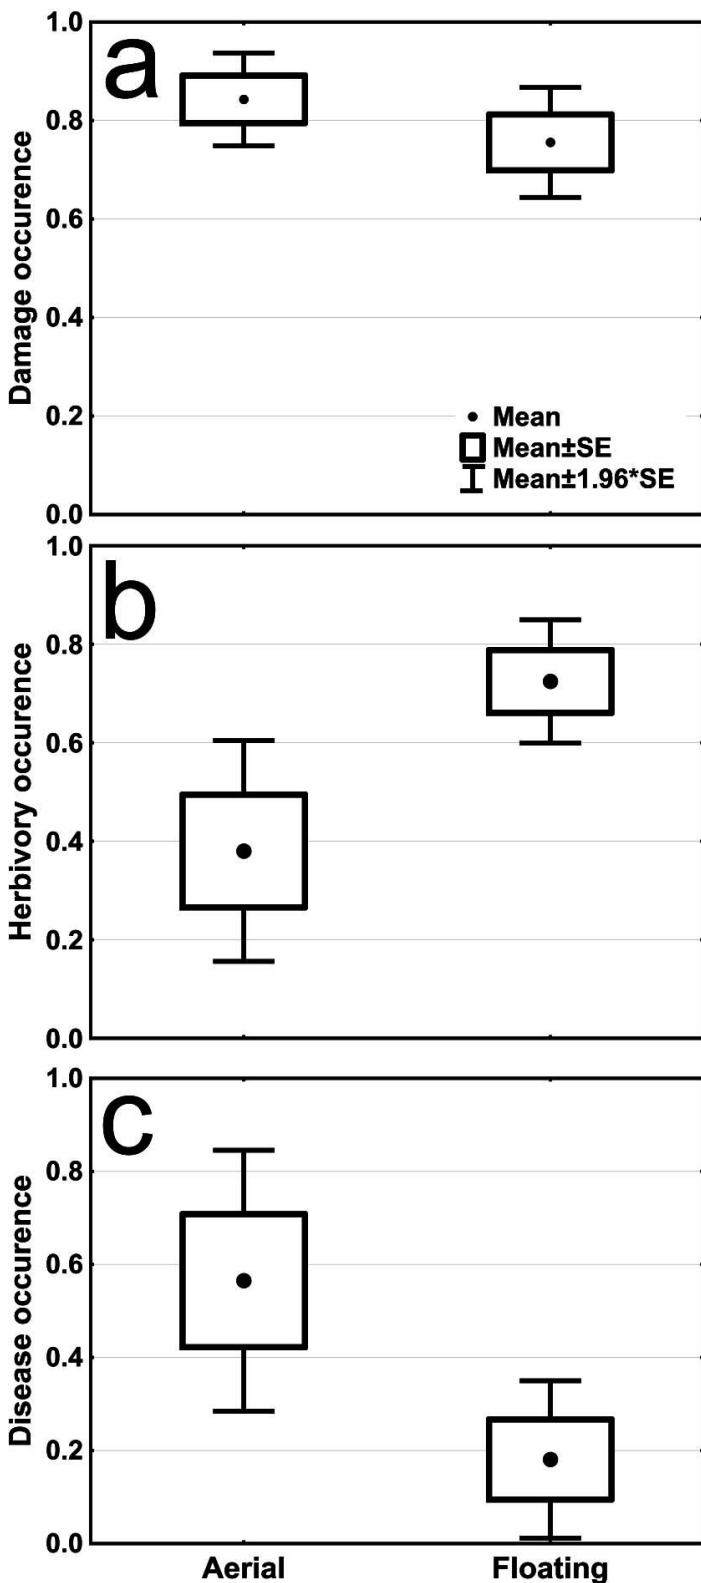 a
1.0
0.8
0.6
0.4
0.2
0.0
Damage occurence
Mean
Mean±SE
Mean±1.96*SE
b
1.0
0.8
0.6
0.4
0.2
0.0
Herbivory occurence
c
1.0
0.8
0.6
0.4
0.2
0.0
Disease occurence
Aerial Floating